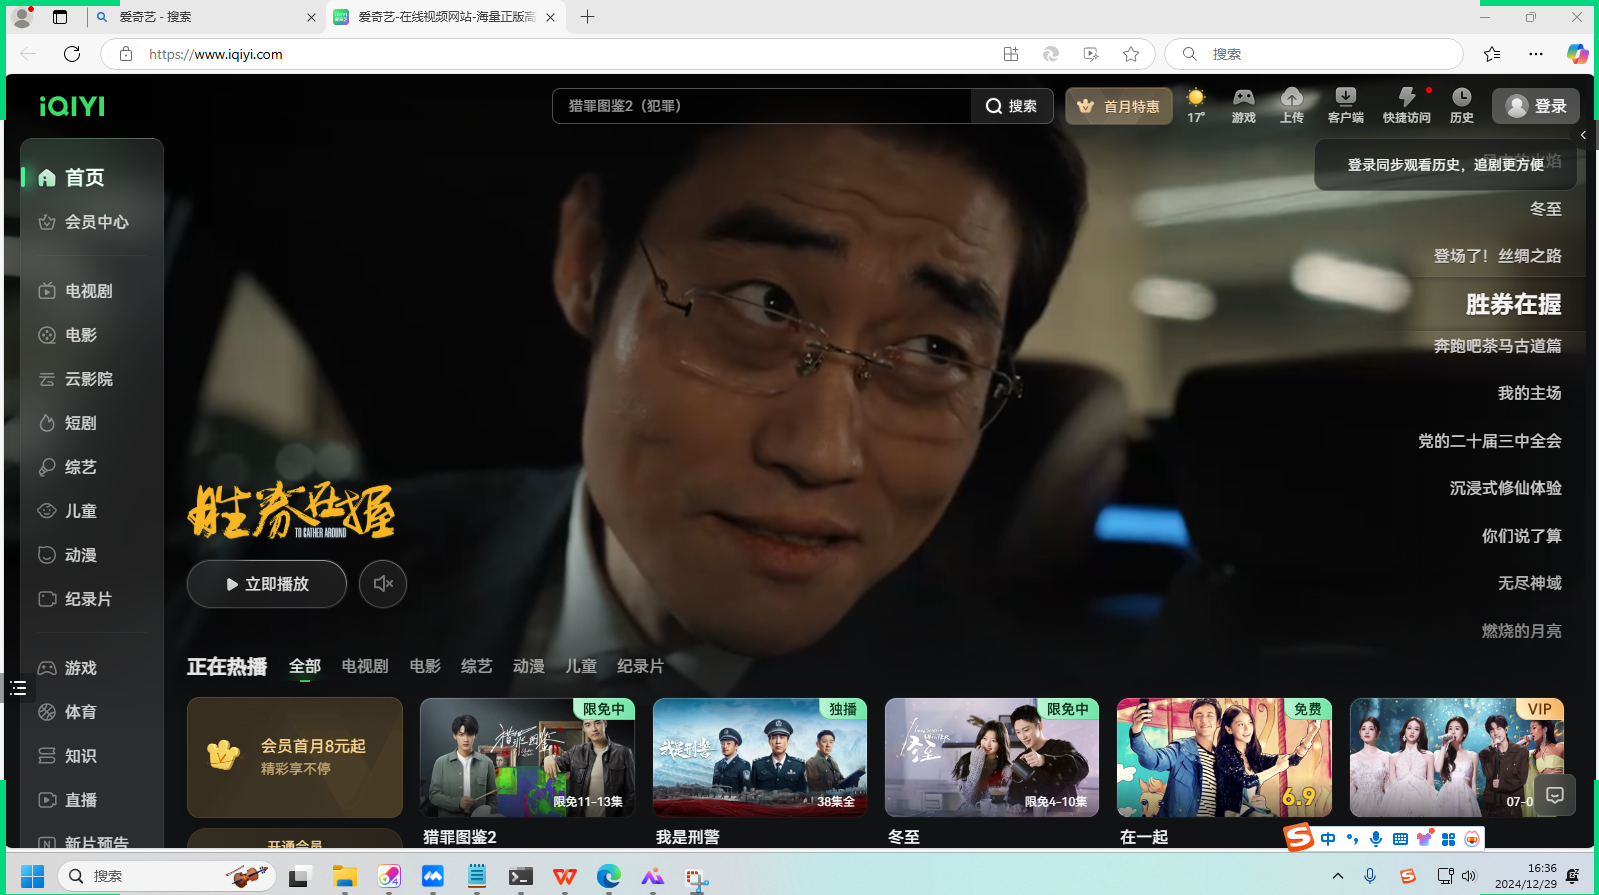 爱奇艺 - 搜索
爱奇艺-在线视频网站-海量正版高
https://www.iqiyi.com
搜索
iQIYI
猎罪图鉴2（犯罪）
搜索
首月特惠
17°
游戏
上传
客户端
快捷访问
历史
登录
登录同步观看历史，追剧更方便
首页
会员中心
电视剧
电影
云影院
短剧
综艺
儿童
动漫
纪录片
游戏
体育
知识
直播
新片预告
冬至
登场了！丝绸之路
胜券在握
奔跑吧茶马古道篇
我的主场
党的二十届三中全会
沉浸式修仙体验
你们说了算
无尽神域
燃烧的月亮
胜券在握
TO GATHER AROUND
立即播放
正在热播
全部
电视剧
电影
综艺
动漫
儿童
纪录片
会员首月8元起
精彩享不停
开通会员
限免中
猎罪图鉴
限免11-13集
猎罪图鉴2
独播
我是刑警
38集全
我是刑警
限免中
冬至
限免4-10集
冬至
免费
6.9
在一起
VIP
07-0
中
搜索
16:36
2024/12/29